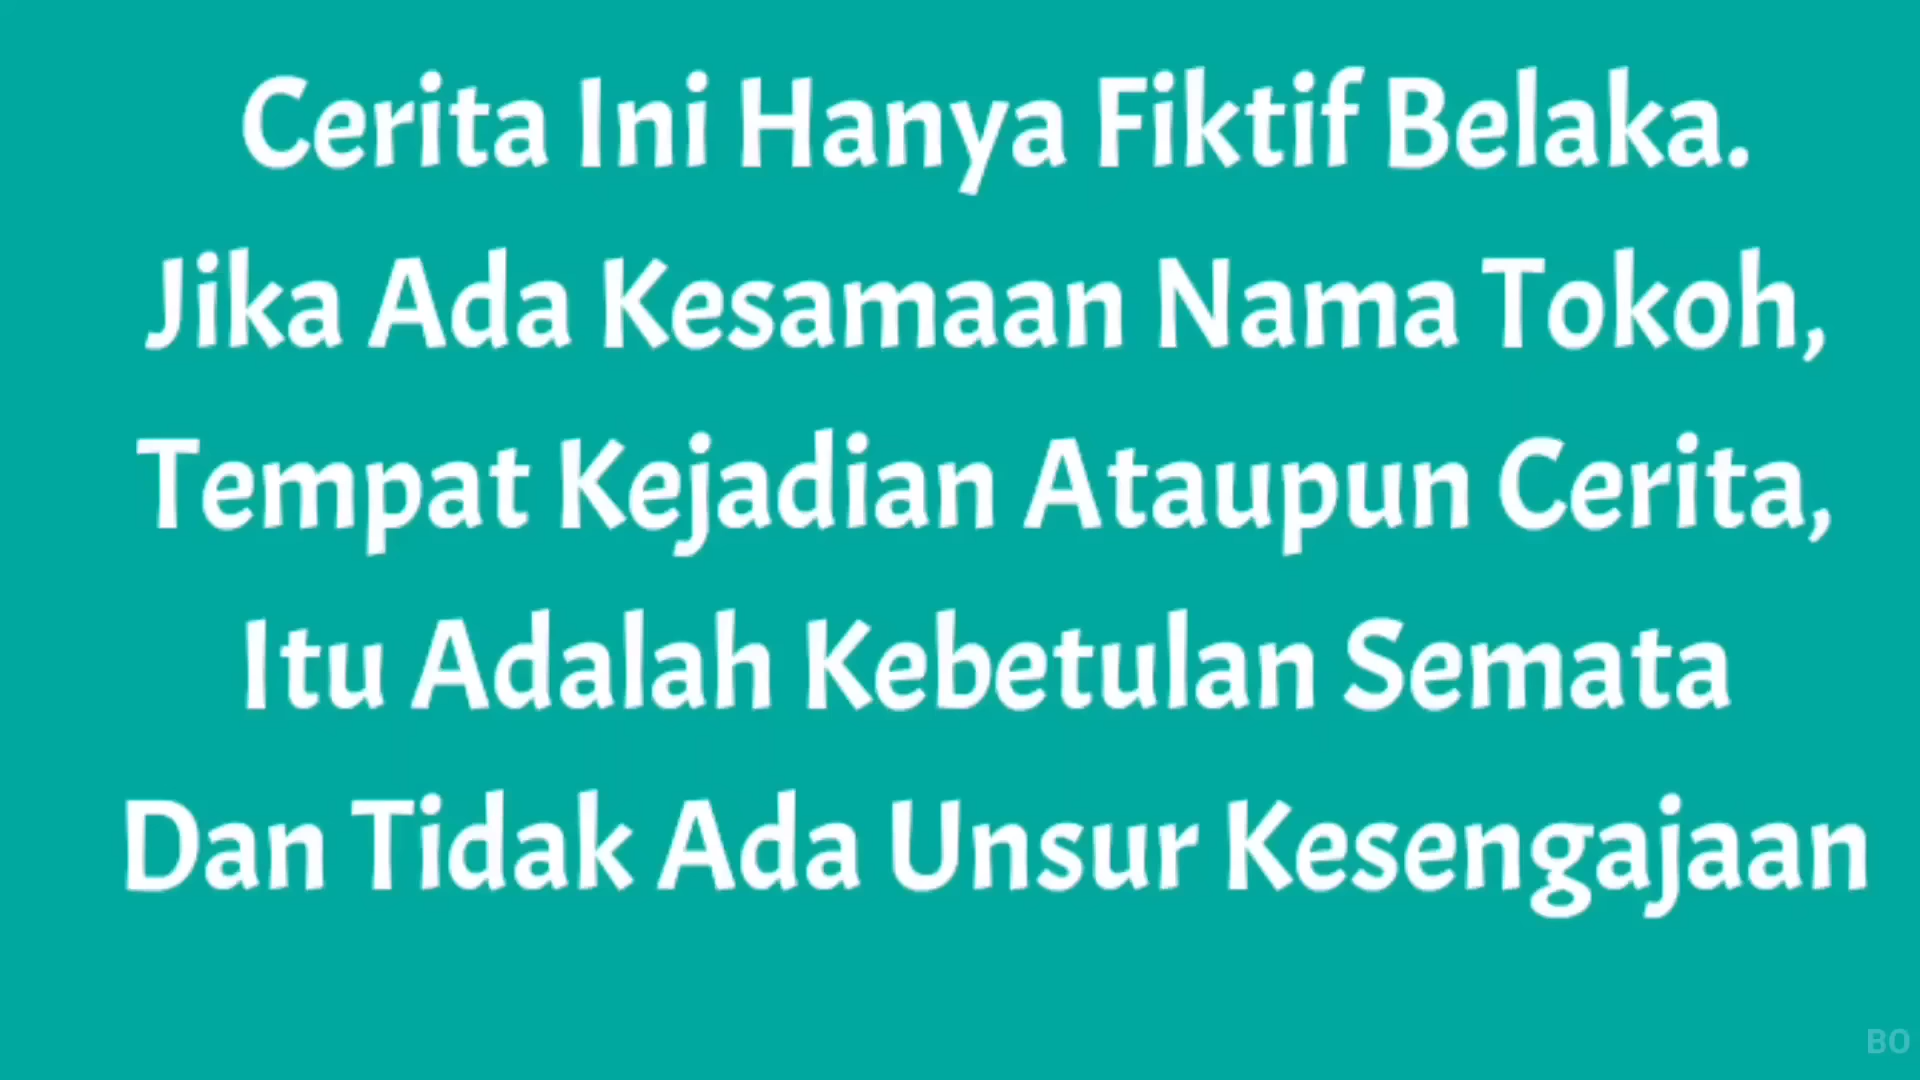 Cerita Ini Hanya Fiktif Belaka.
Jika Ada Kesamaan Nama Tokoh,
Tempat Kejadian Ataupun Cerita,
Itu Adalah Kebetulan Semata
Dan Tidak Ada Unsur Kesengajaan
BO